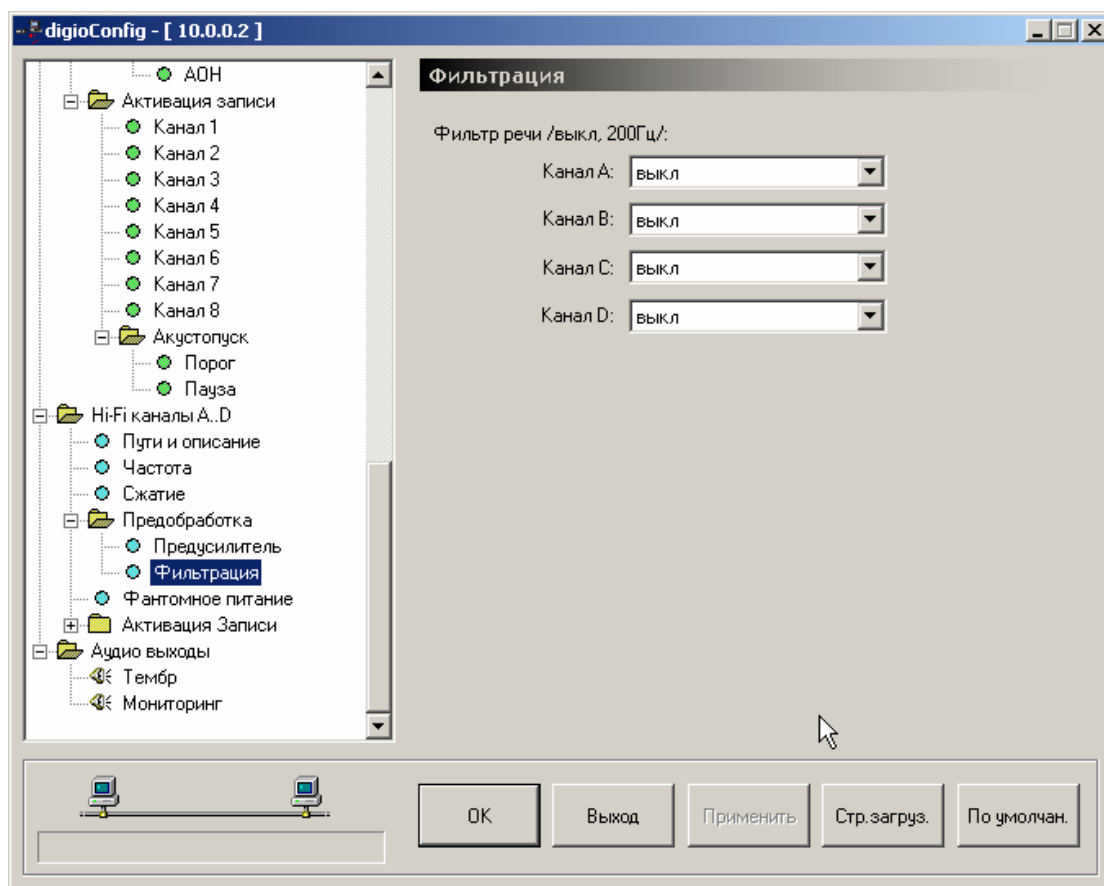 digioConfig - [ 10.0.0.2 ]
АОН
Активация записи
Канал 1
Канал 2
Канал 3
Канал 4
Канал 5
Канал 6
Канал 7
Канал 8
Акустопуск
Порог
Пауза
Hi-Fi каналы A..D
Пути и описание
Частота
Сжатие
Предобработка
Предусилитель
Фильтрация
Фантомное питание
Активация Записи
Аудио выходы
Тембр
Мониторинг
Фильтрация
Фильтр речи /выкл, 200Гц/:
Канал A: выкл
Канал B: выкл
Канал C: выкл
Канал D: выкл
OK
Выход
Применить
Стр.загруз.
По умолчан.